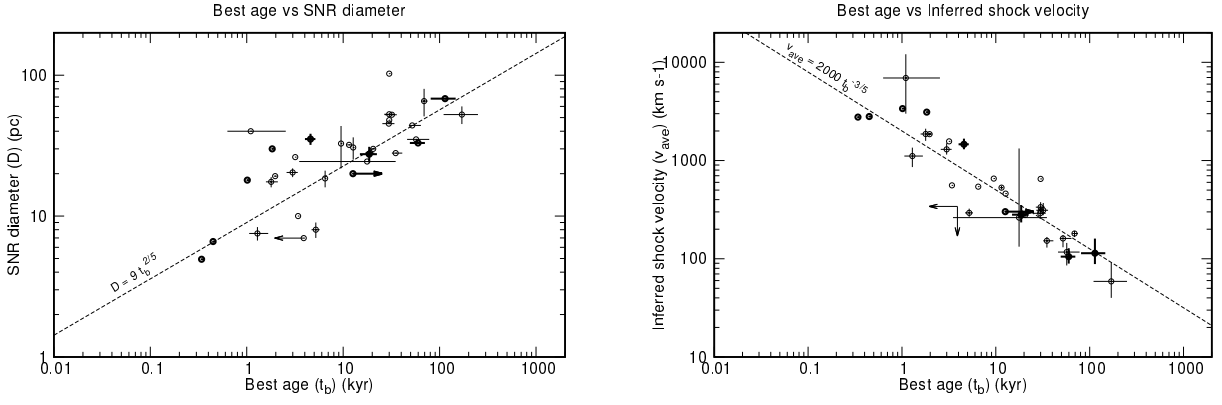 Best age vs SNR diameter
SNR diameter (D) (pc)
100
10
1
D = 9 t_b^2/5
0.01 0.1 1 10 100 1000
Best age (t_b) (kyr)
Best age vs Inferred shock velocity
Inferred shock velocity (v_ave) (km s-1)
10000
1000
100
10
v_ave = 2000 t_b^-3/5
0.01 0.1 1 10 100 1000
Best age (t_b) (kyr)